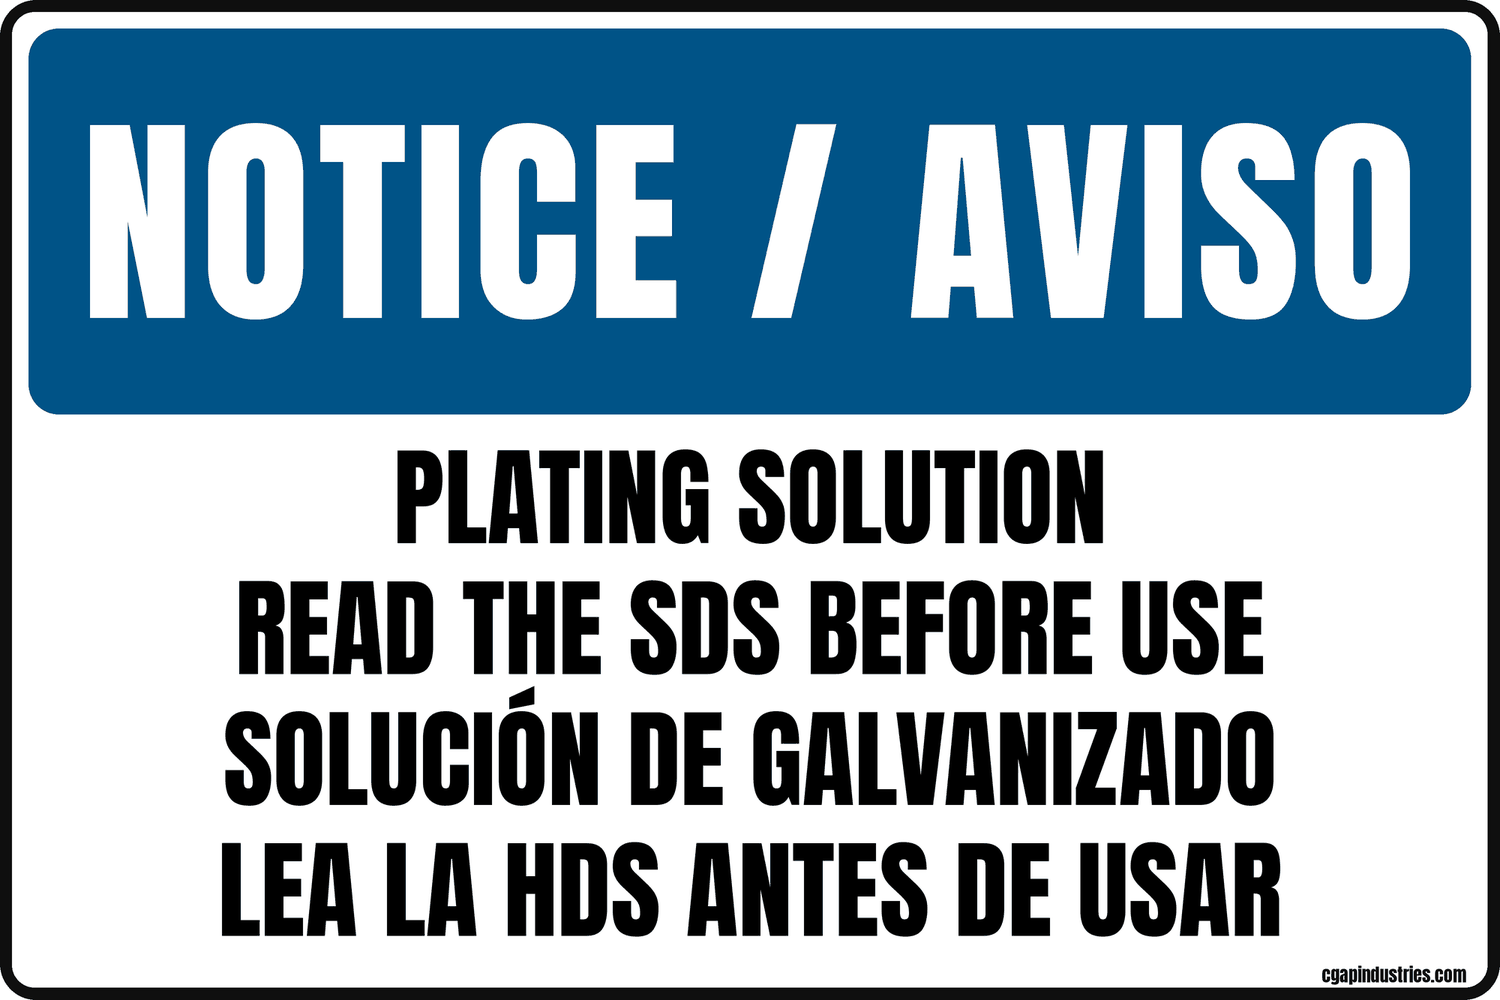 NOTICE / AVISO
PLATING SOLUTION
READ THE SDS BEFORE USE
SOLUCIÓN DE GALVANIZADO
LEA LA HDS ANTES DE USAR
cgapindustries.com